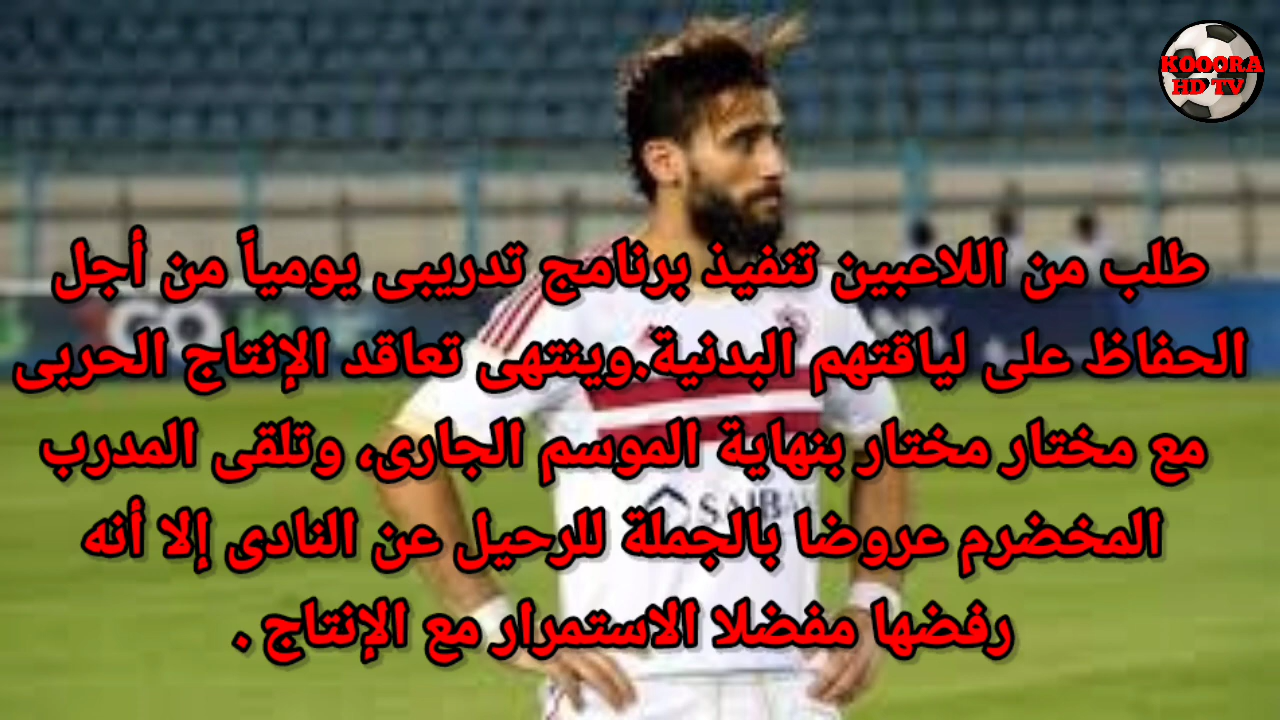 KOOORA
HD TV
طلب من اللاعبين تنفيذ برنامج تدريبى يومياً من أجل
الحفاظ على لياقتهم البدنية.وينتهى تعاقد الإنتاج الحربى
مع مختار مختار بنهاية الموسم الجارى، وتلقى المدرب
المخضرم عروضا بالجملة للرحيل عن النادى إلا أنه
رفضها مفضلا الاستمرار مع الإنتاج .